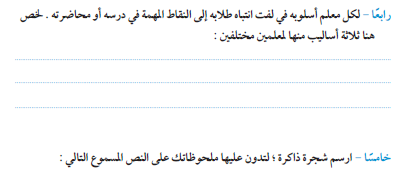 رابعًا – لكل معلم أسلوبه في لفت انتباه طلابه إلى النقاط المهمة في درسه أو محاضرته . لخص
هنا ثلاثة أساليب منها لمعلمين مختلفين :
خامسًا – ارسم شجرة ذاكرة ؛ لتدون عليها ملحوظاتك على النص المسموع التالي :